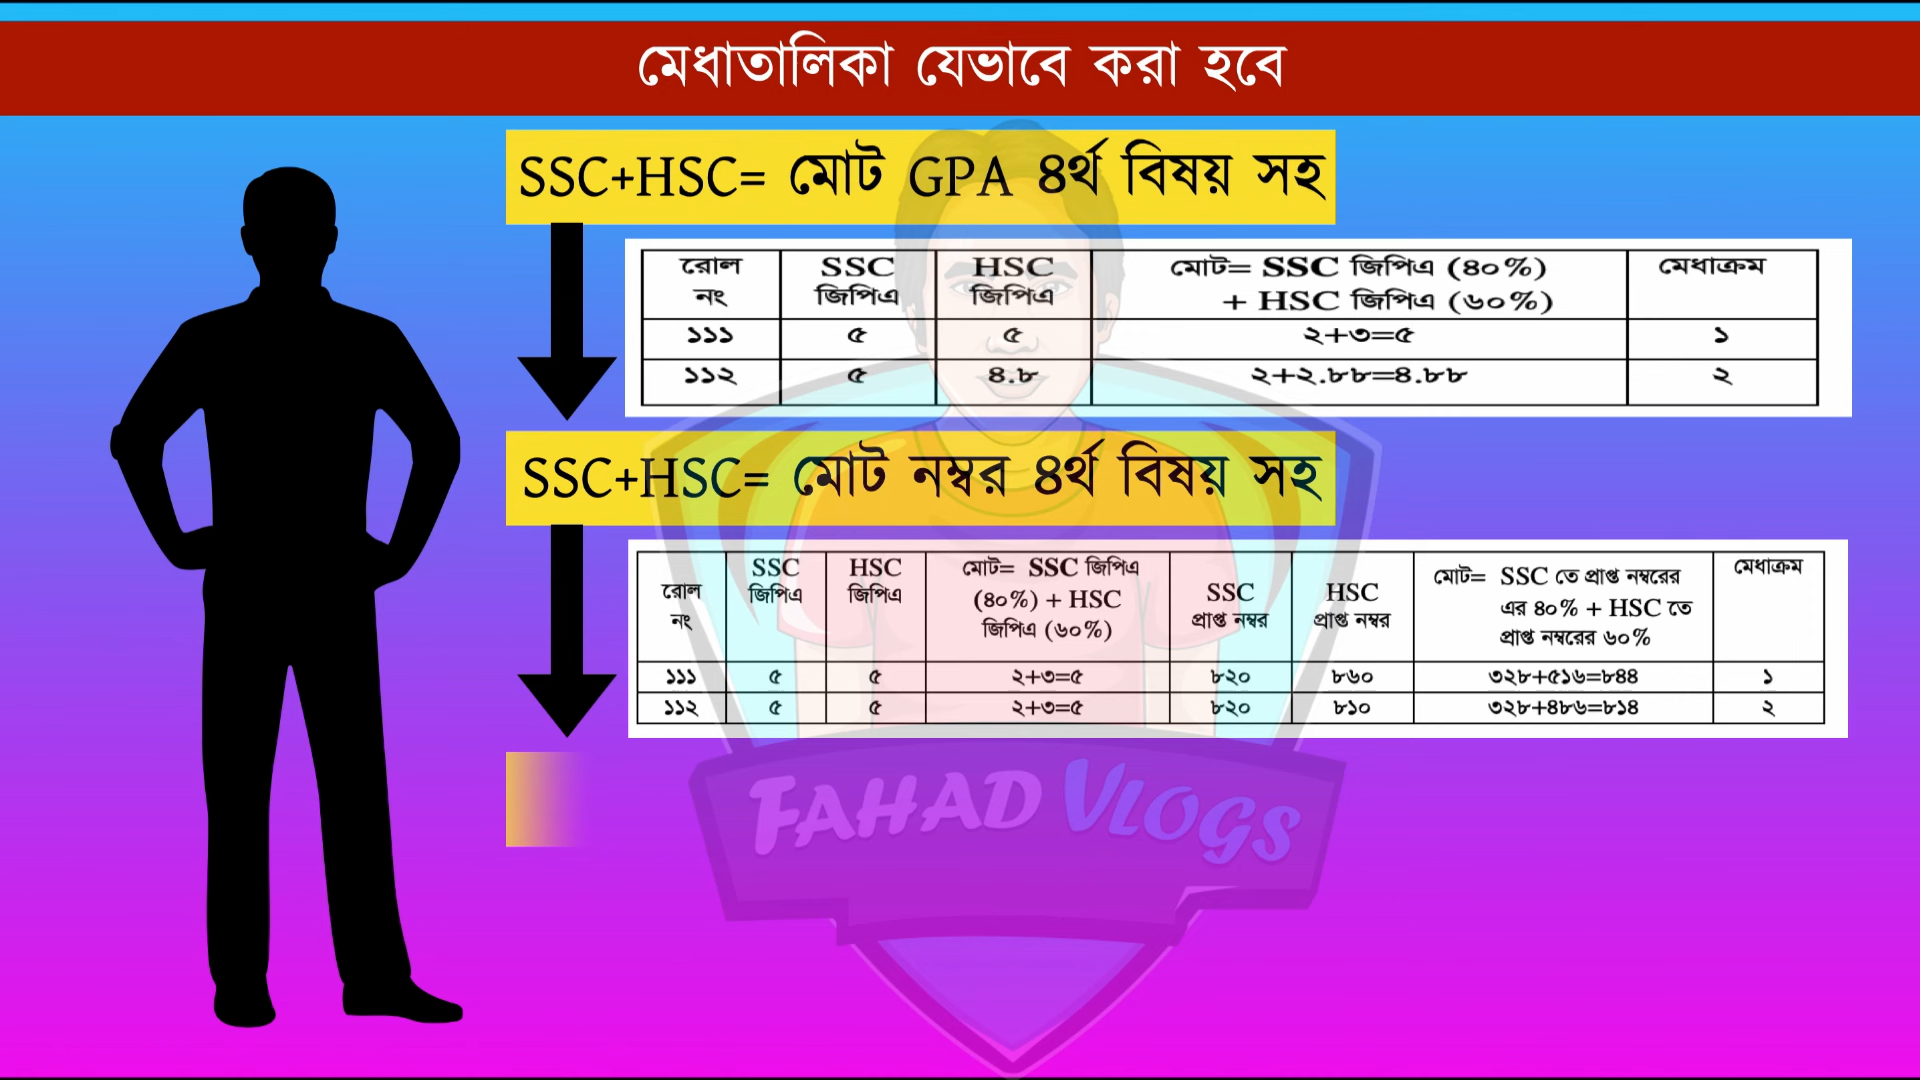 মেধাতালিকা যেভাবে করা হবে
SSC+HSC= মোট GPA ৪র্থ বিষয় সহ
রোল নং SSC জিপিএ HSC জিপিএ মোট= SSC জিপিএ (৪০%) + HSC জিপিএ (৬০%) মেধাক্রম
১১১ ৫ ৫ ২+৩=৫ ১
১১২ ৫ ৪.৮ ২+২.৮৮=৪.৮৮ ২
SSC+HSC= মোট নম্বর ৪র্থ বিষয় সহ
রোল নং SSC জিপিএ HSC জিপিএ মোট= SSC জিপিএ (৪০%) + HSC জিপিএ (৬০%) SSC প্রাপ্ত নম্বর HSC প্রাপ্ত নম্বর মোট= SSC তে প্রাপ্ত নম্বরের এর ৪০% + HSC তে প্রাপ্ত নম্বরের ৬০% মেধাক্রম
১১১ ৫ ৫ ২+৩=৫ ৮২০ ৮৬০ ৩২৮+৫১৬=৮৪৪ ১
১১২ ৫ ৫ ২+৩=৫ ৮২০ ৮১০ ৩২৮+৪৮৬=৮১৪ ২
FAHAD VLOGS